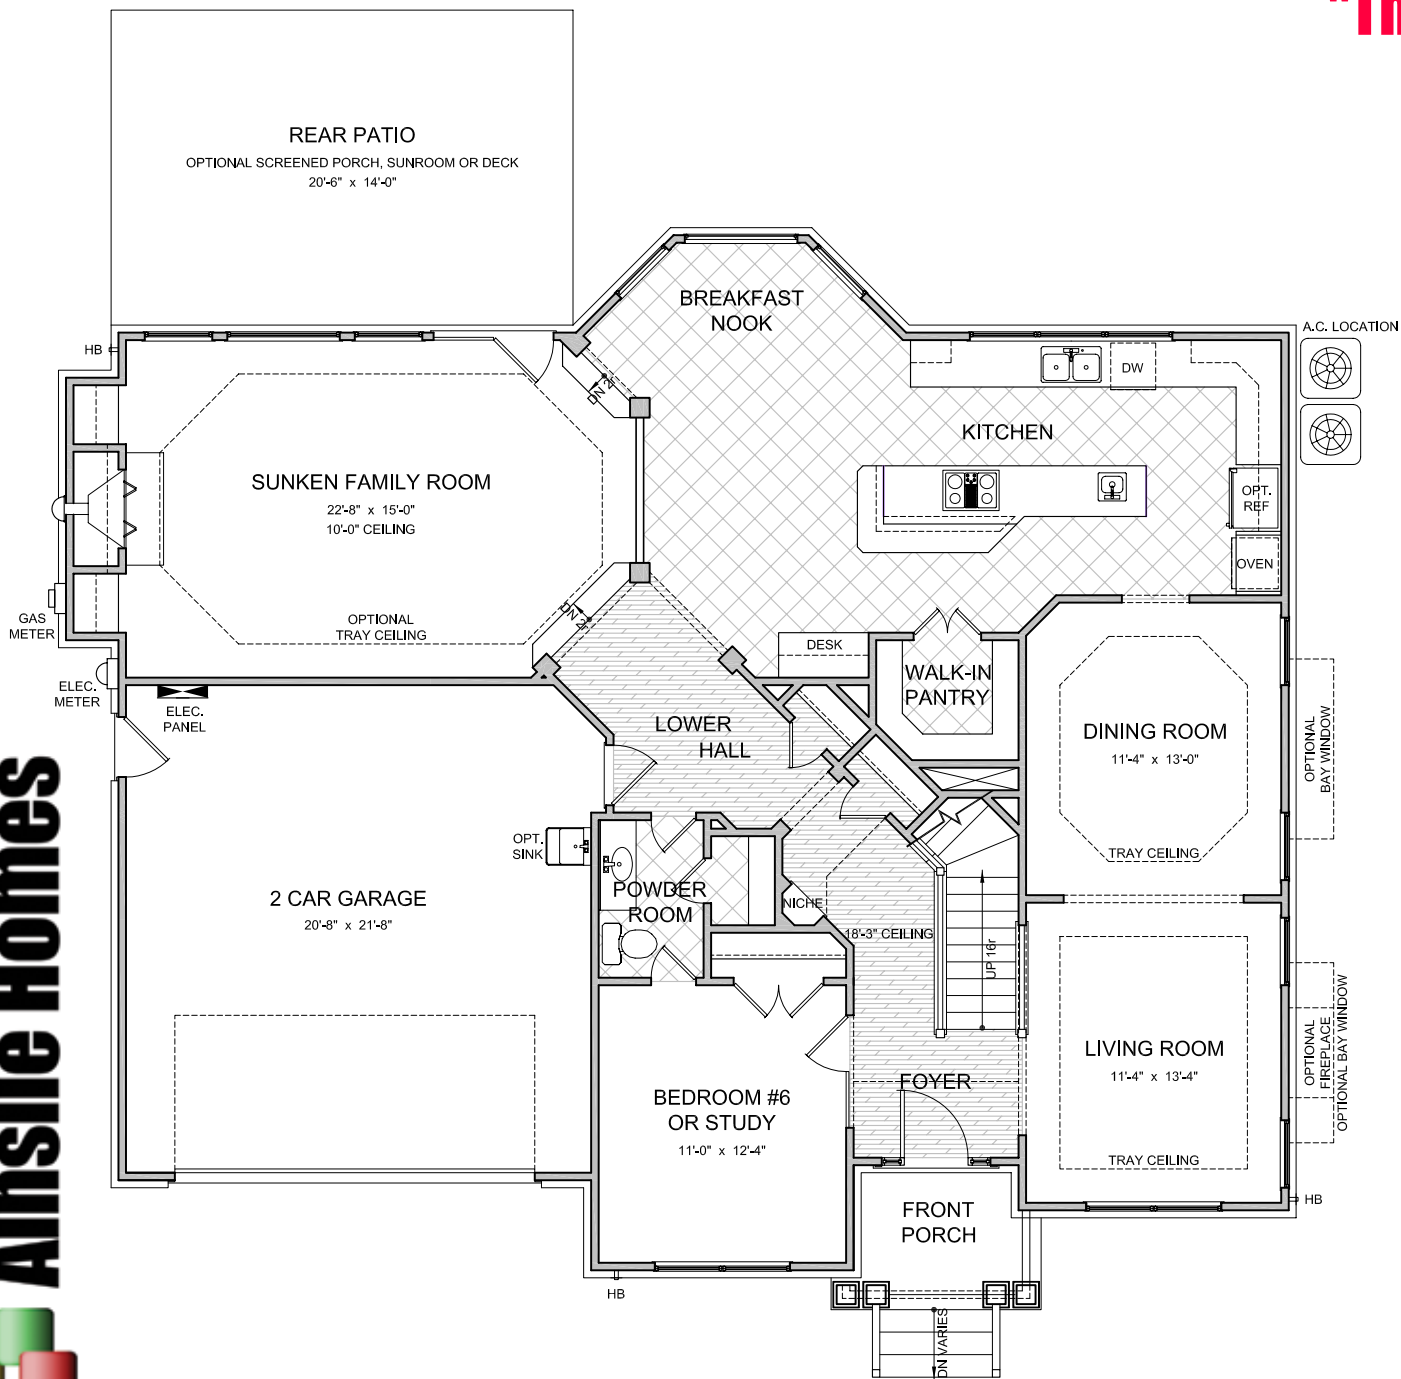 REAR PATIO
OPTIONAL SCREENED PORCH, SUNROOM OR DECK
20'-6" x 14'-0"
BREAKFAST
NOOK
A.C. LOCATION
HB
DW
DN 2r
KITCHEN
SUNKEN FAMILY ROOM
22'-8" x 15'-0"
10'-0" CEILING
OPT.
REF
OVEN
GAS
METER
OPTIONAL
TRAY CEILING
DN 2r
DESK
WALK-IN
PANTRY
ELEC.
METER
ELEC.
PANEL
LOWER
HALL
DINING ROOM
11'-4" x 13'-0"
TRAY CEILING
OPTIONAL
BAY WINDOW
OPT.
SINK
2 CAR GARAGE
20'-8" x 21'-8"
POWDER
ROOM
NICHE
18'-3" CEILING
UP 16r
LIVING ROOM
11'-4" x 13'-4"
TRAY CEILING
OPTIONAL
FIREPLACE
OPTIONAL BAY WINDOW
FOYER
BEDROOM #6
OR STUDY
11'-0" x 12'-4"
FRONT
PORCH
HB
HB
DN VARIES
Ainslie Homes